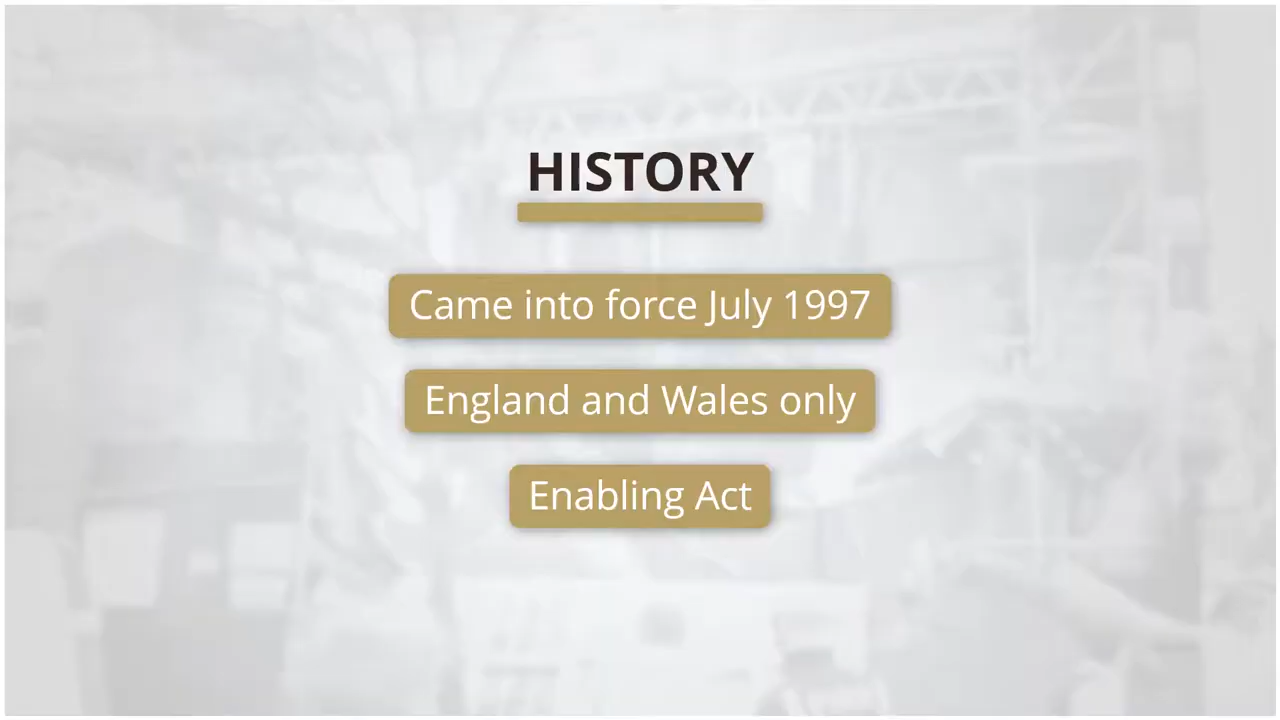 HISTORY
Came into force July 1997
England and Wales only
Enabling Act